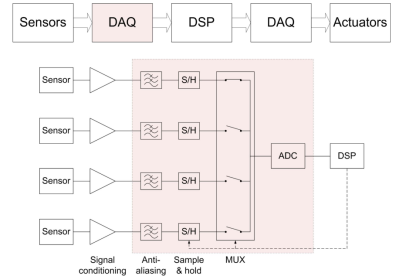 Sensors DAQ DSP DAQ Actuators
Sensor S/H
Sensor S/H
ADC DSP
Sensor S/H
Sensor S/H
Signal conditioning
Anti-aliasing
Sample & hold
MUX